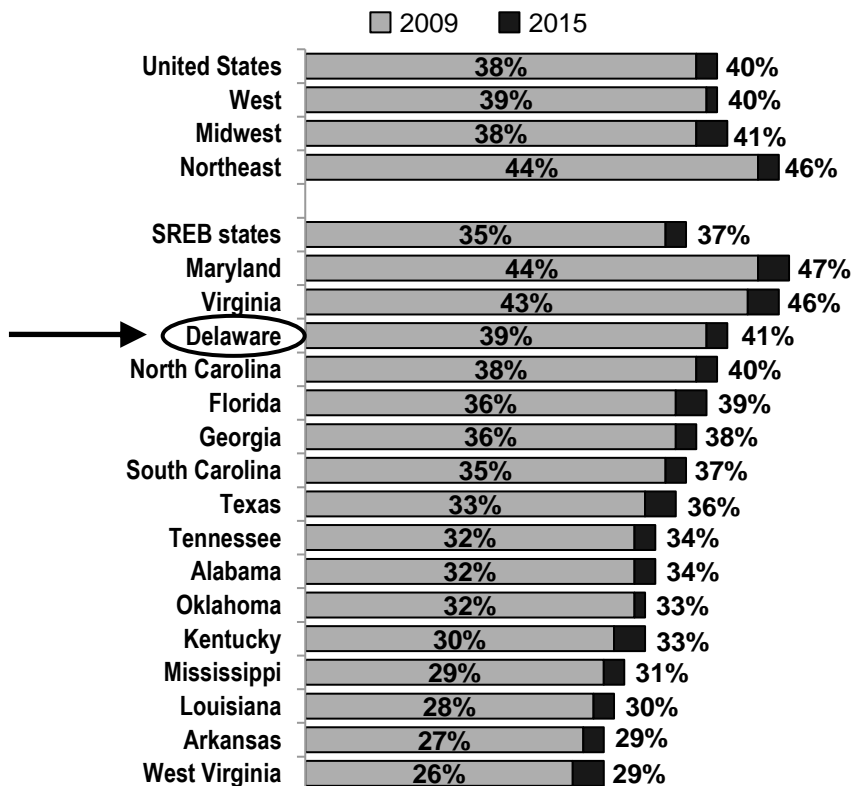 2009 2015
United States 38% 40%
West 39% 40%
Midwest 38% 41%
Northeast 44% 46%
SREB states 35% 37%
Maryland 44% 47%
Virginia 43% 46%
Delaware 39% 41%
North Carolina 38% 40%
Florida 36% 39%
Georgia 36% 38%
South Carolina 35% 37%
Texas 33% 36%
Tennessee 32% 34%
Alabama 32% 34%
Oklahoma 32% 33%
Kentucky 30% 33%
Mississippi 29% 31%
Louisiana 28% 30%
Arkansas 27% 29%
West Virginia 26% 29%